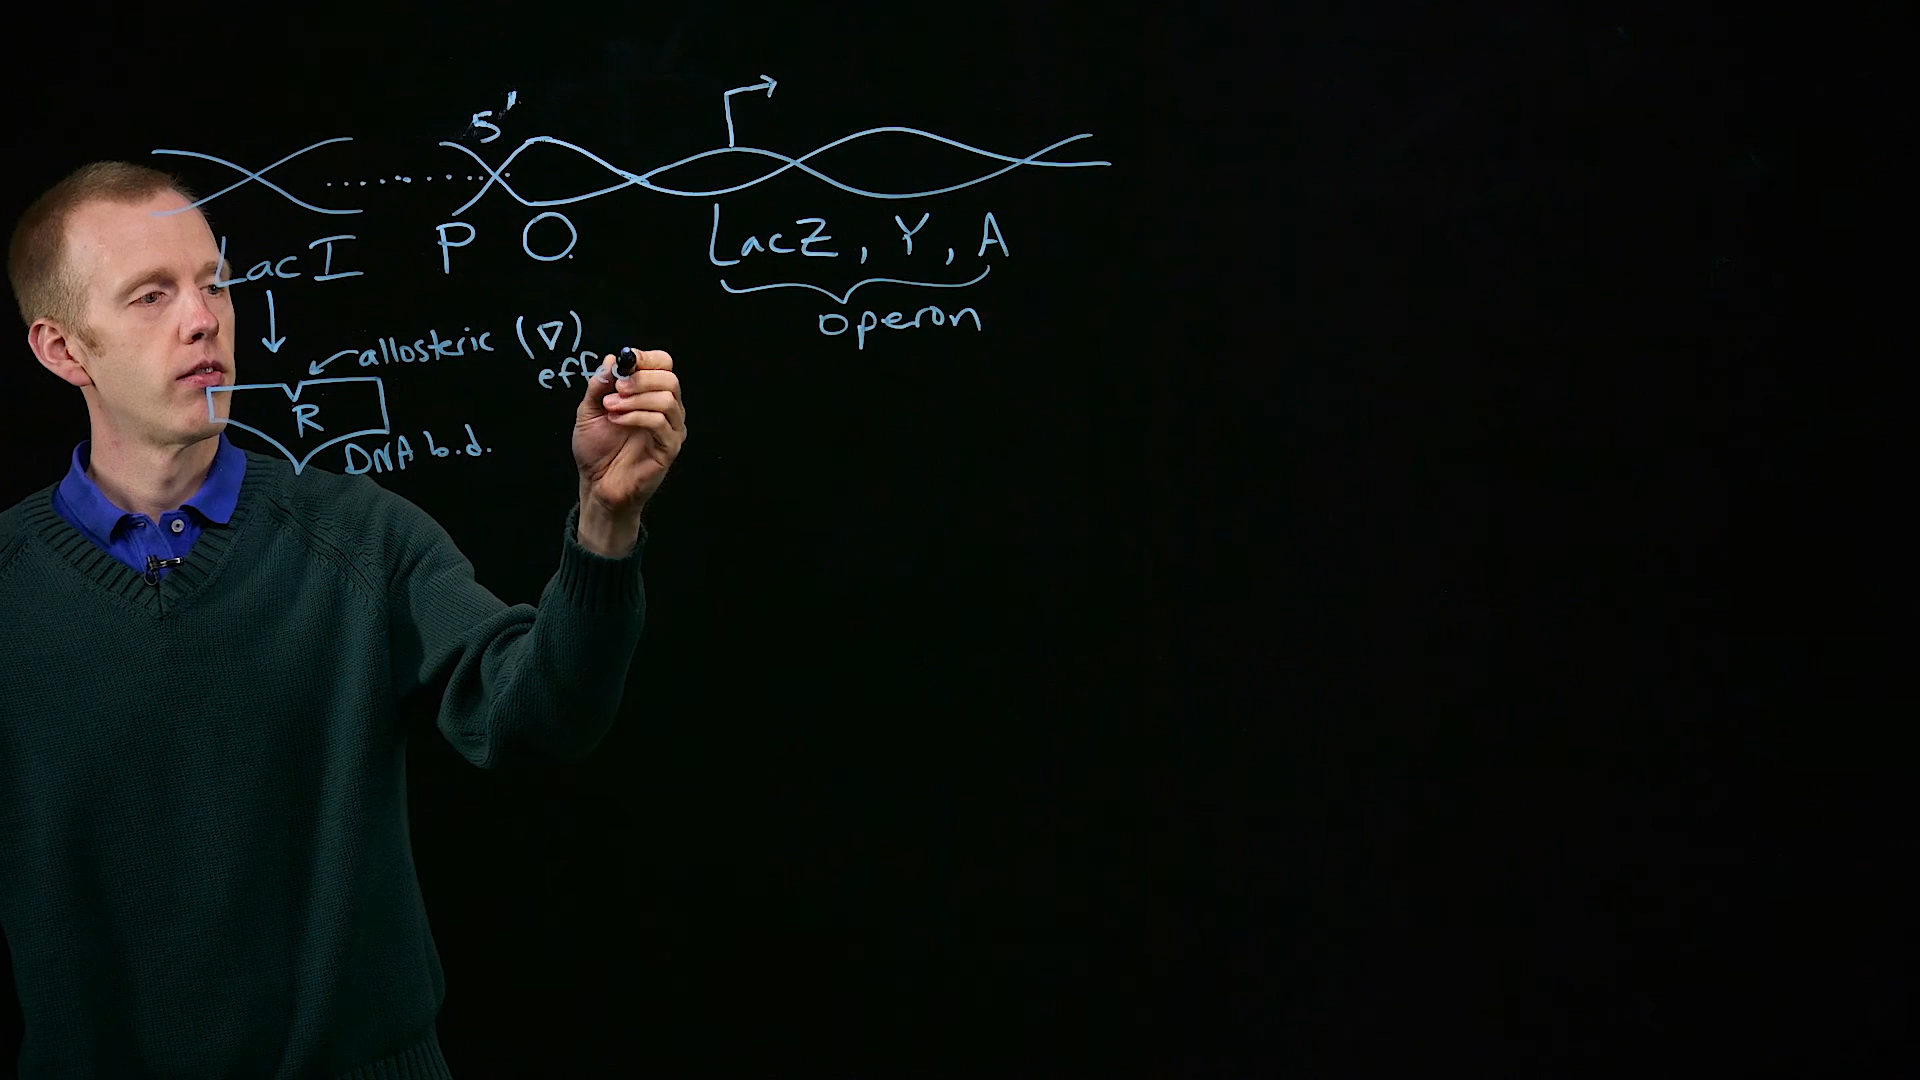 5'
LacI P O LacZ, Y, A
operon
allosteric (∇)
R
DNA b.d.